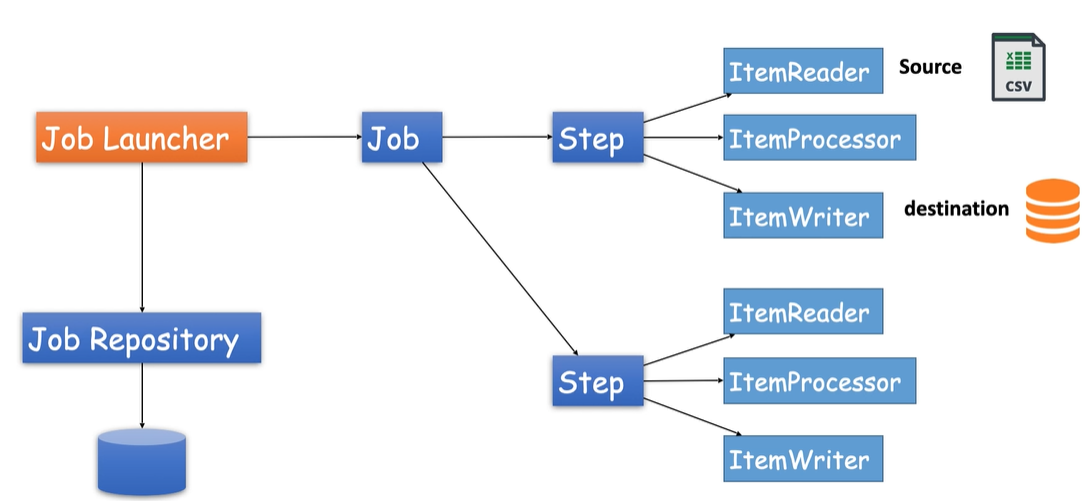 ItemReader
Source
CSV
Job Launcher
Job
Step
ItemProcessor
ItemWriter
destination
ItemReader
Job Repository
Step
ItemProcessor
ItemWriter